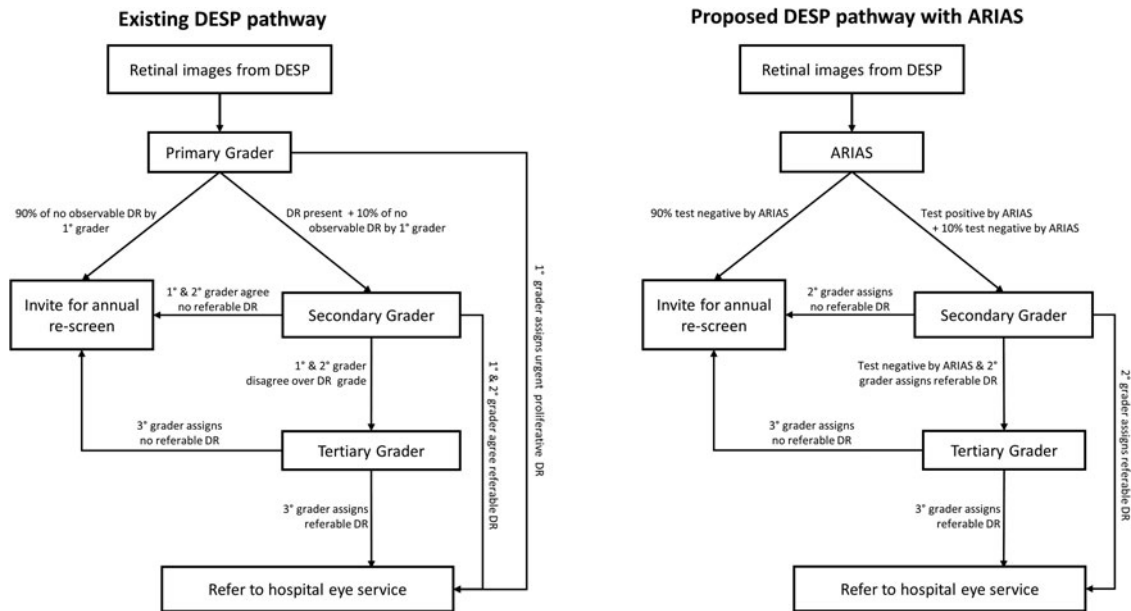 Existing DESP pathway
Retinal images from DESP
Primary Grader
90% of no observable DR by
1° grader
DR present + 10% of no
observable DR by 1° grader
Invite for annual
re-screen
1° & 2° grader agree
no referable DR
Secondary Grader
1° & 2° grader
disagree over DR grade
3° grader assigns
no referable DR
Tertiary Grader
3° grader assigns
referable DR
1° & 2° grader agree referable DR
1° grader assigns urgent proliferative DR
Refer to hospital eye service
Proposed DESP pathway with ARIAS
Retinal images from DESP
ARIAS
90% test negative by ARIAS
Test positive by ARIAS
+ 10% test negative by ARIAS
Invite for annual
re-screen
2° grader assigns
no referable DR
Secondary Grader
Test negative by ARIAS & 2°
grader assigns referable DR
3° grader assigns
no referable DR
Tertiary Grader
3° grader assigns
referable DR
2° grader assigns referable DR
Refer to hospital eye service